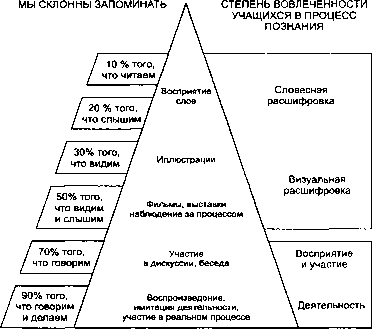 МЫ СКЛОННЫ ЗАПОМИНАТЬ
СТЕПЕНЬ ВОВЛЕЧЕННОСТИ
УЧАЩИХСЯ В ПРОЦЕСС
ПОЗНАНИЯ
10 % того,
что читаем
Восприятие
слов
Словесная
расшифровка
20 % того,
что слышим
30% того,
что видим
Иллюстрации
Визуальная
расшифровка
50% того,
что видим
и слышим
Фильмы, выставки
наблюдение за процессом
70% того,
что говорим
Участие
в дискуссии, беседа
Восприятие
и участие
90% того,
что говорим
и делаем
Воспроизведение,
имитация деятельности,
участие в реальном процессе
Деятельность